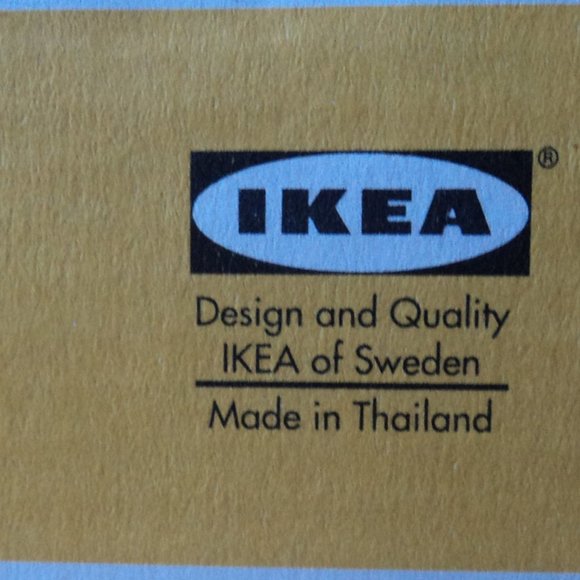 IKEA®
Design and Quality
IKEA of Sweden
Made in Thailand